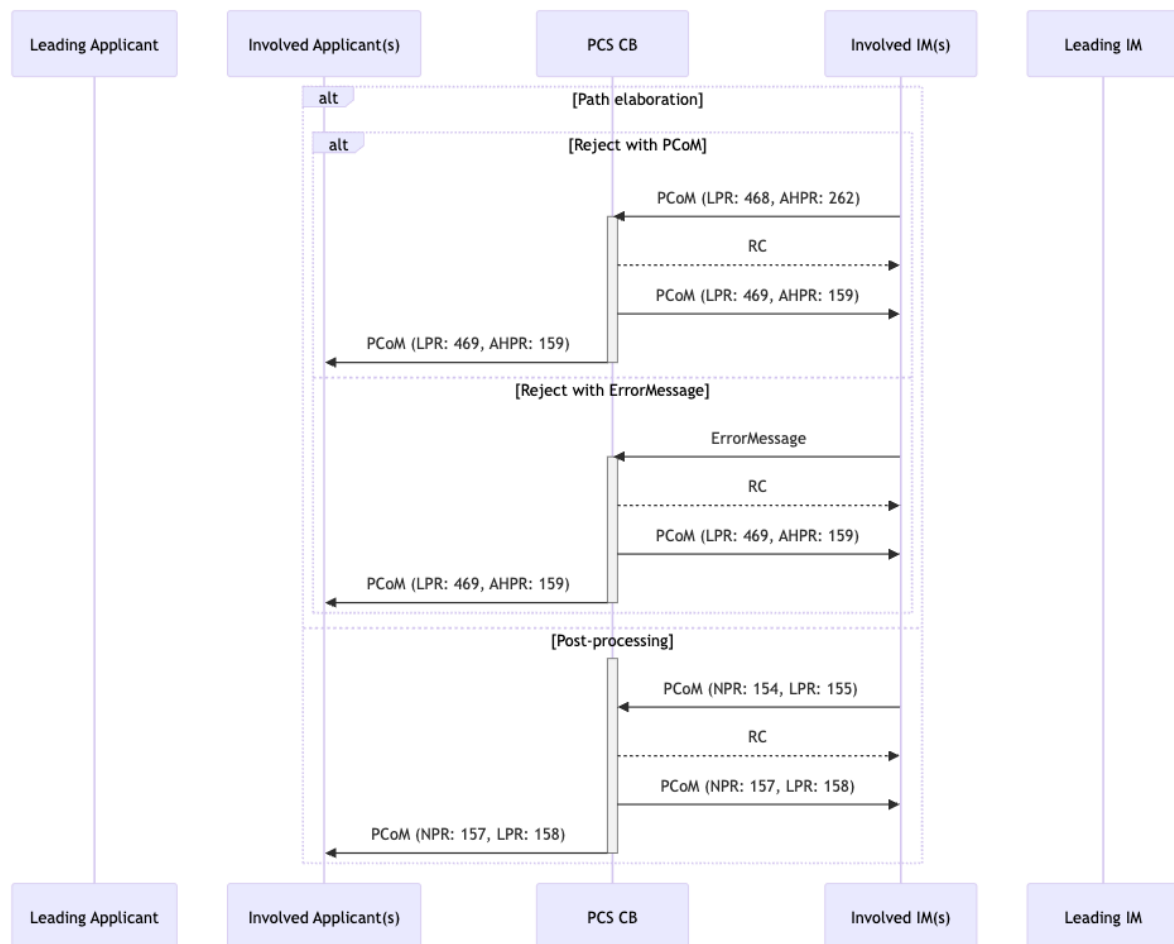 Leading Applicant
Involved Applicant(s)
PCS CB
Involved IM(s)
Leading IM
alt
[Path elaboration]
alt
[Reject with PCoM]
PCoM (LPR: 468, AHPR: 262)
RC
PCoM (LPR: 469, AHPR: 159)
PCoM (LPR: 469, AHPR: 159)
[Reject with ErrorMessage]
ErrorMessage
RC
PCoM (LPR: 469, AHPR: 159)
PCoM (LPR: 469, AHPR: 159)
[Post-processing]
PCoM (NPR: 154, LPR: 155)
RC
PCoM (NPR: 157, LPR: 158)
PCoM (NPR: 157, LPR: 158)
Leading Applicant
Involved Applicant(s)
PCS CB
Involved IM(s)
Leading IM